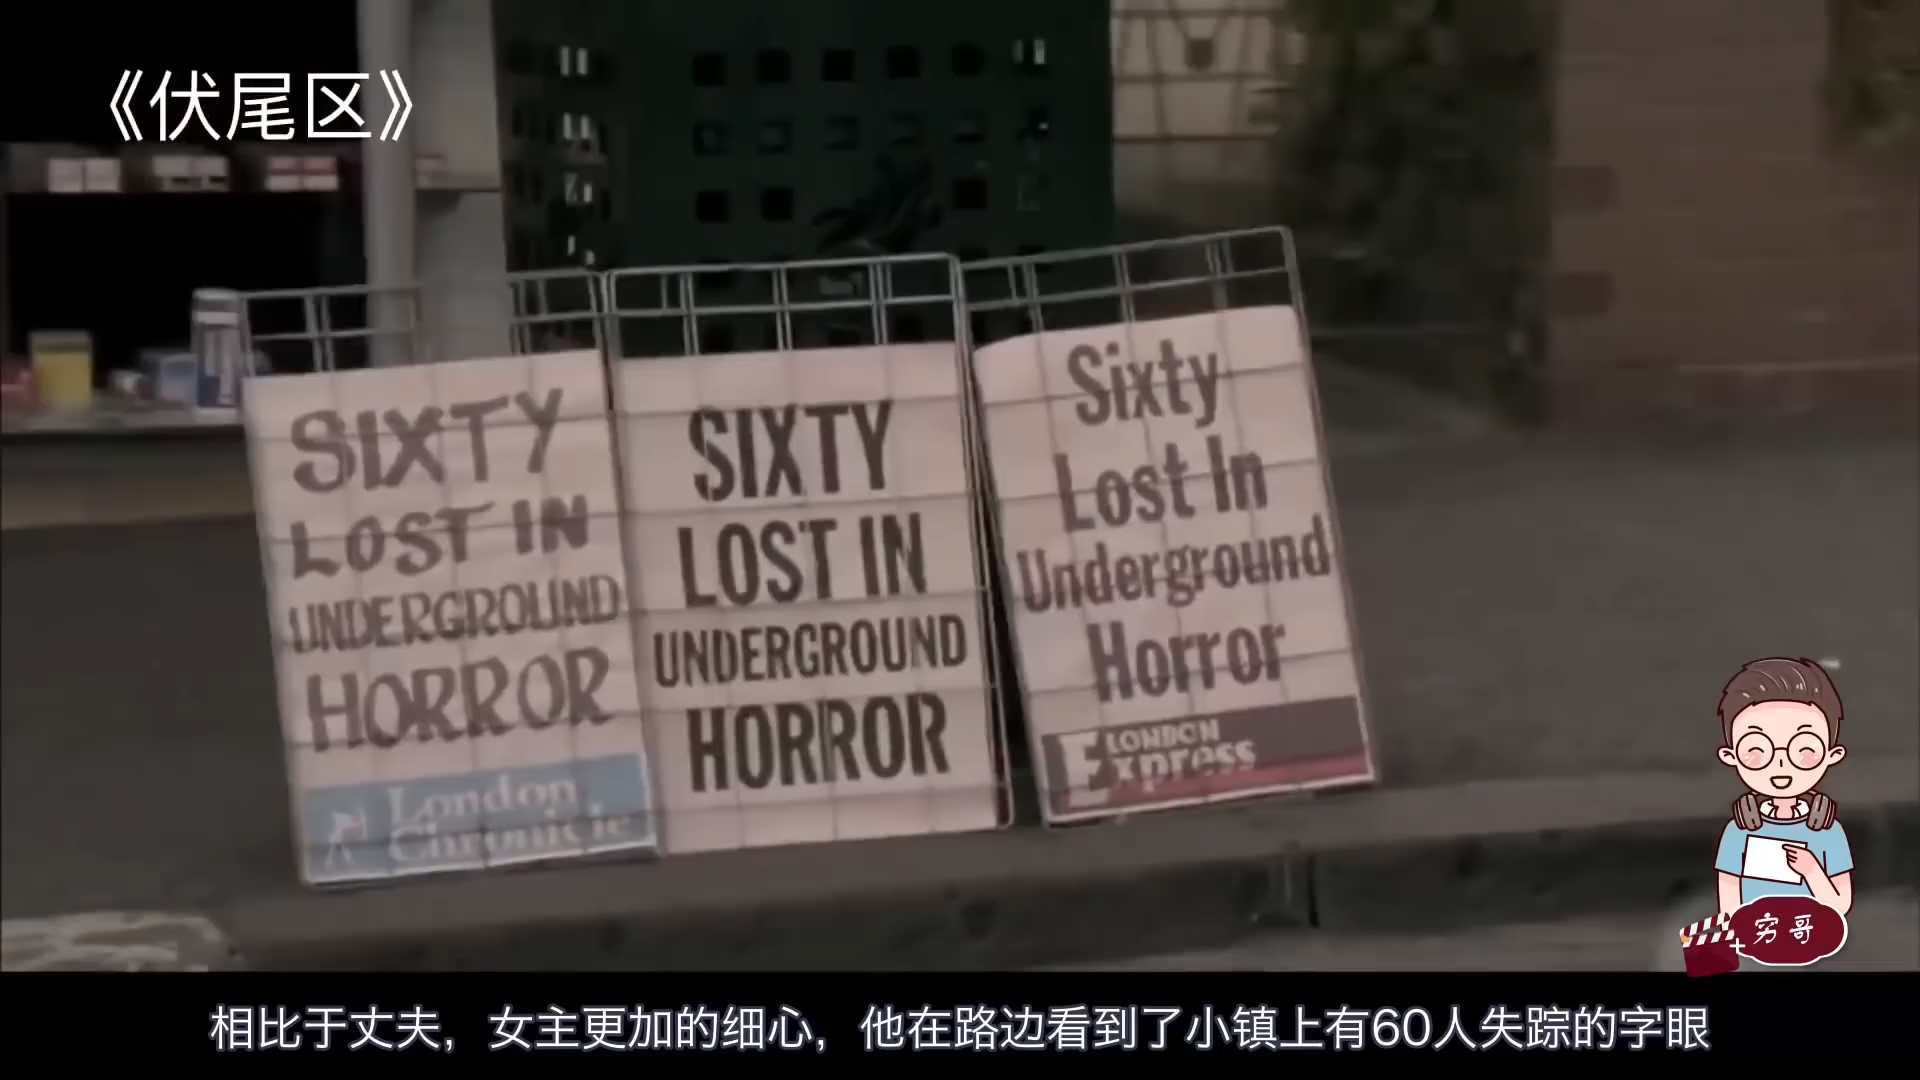 《伏尾区》
SIXTY
LOST IN
UNDERGROUND
HORROR
London
Chronicle
SIXTY
LOST IN
UNDERGROUND
HORROR
Sixty
Lost In
Underground
Horror
LONDON
Express
穷哥
相比于丈夫，女主更加的细心，他在路边看到了小镇上有60人失踪的字眼